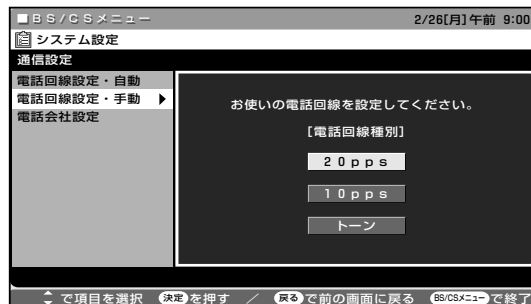 ■BS/CSメニュー 2/26[月]午前 9:00
システム設定
通信設定
電話回線設定・自動
電話回線設定・手動
電話会社設定
お使いの電話回線を設定してください。
[電話回線種別]
20pps
10pps
トーン
で項目を選択 決定を押す / 戻るで前の画面に戻る BS/CSメニューで終了